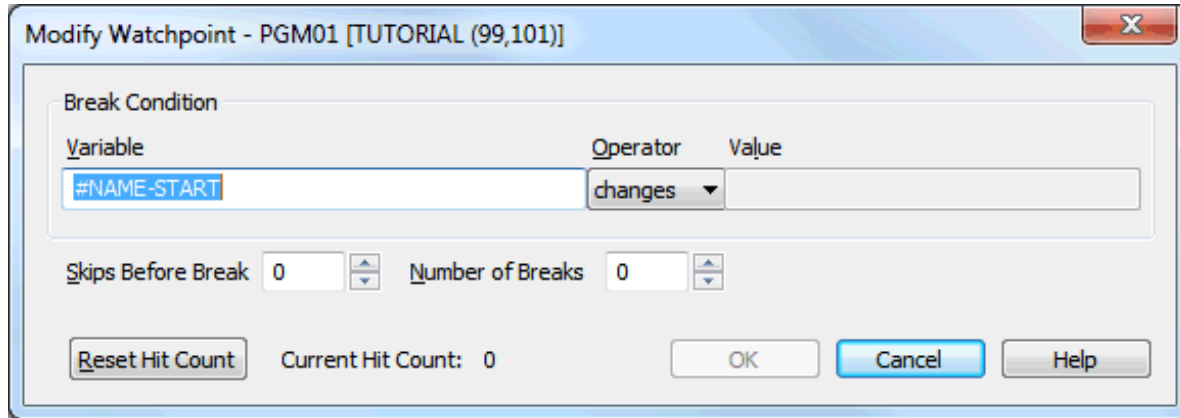 Modify Watchpoint - PGM01 [TUTORIAL (99,101)]
Break Condition
Variable Operator Value
#NAME-START changes
Skips Before Break 0 Number of Breaks 0
Reset Hit Count Current Hit Count: 0 OK Cancel Help